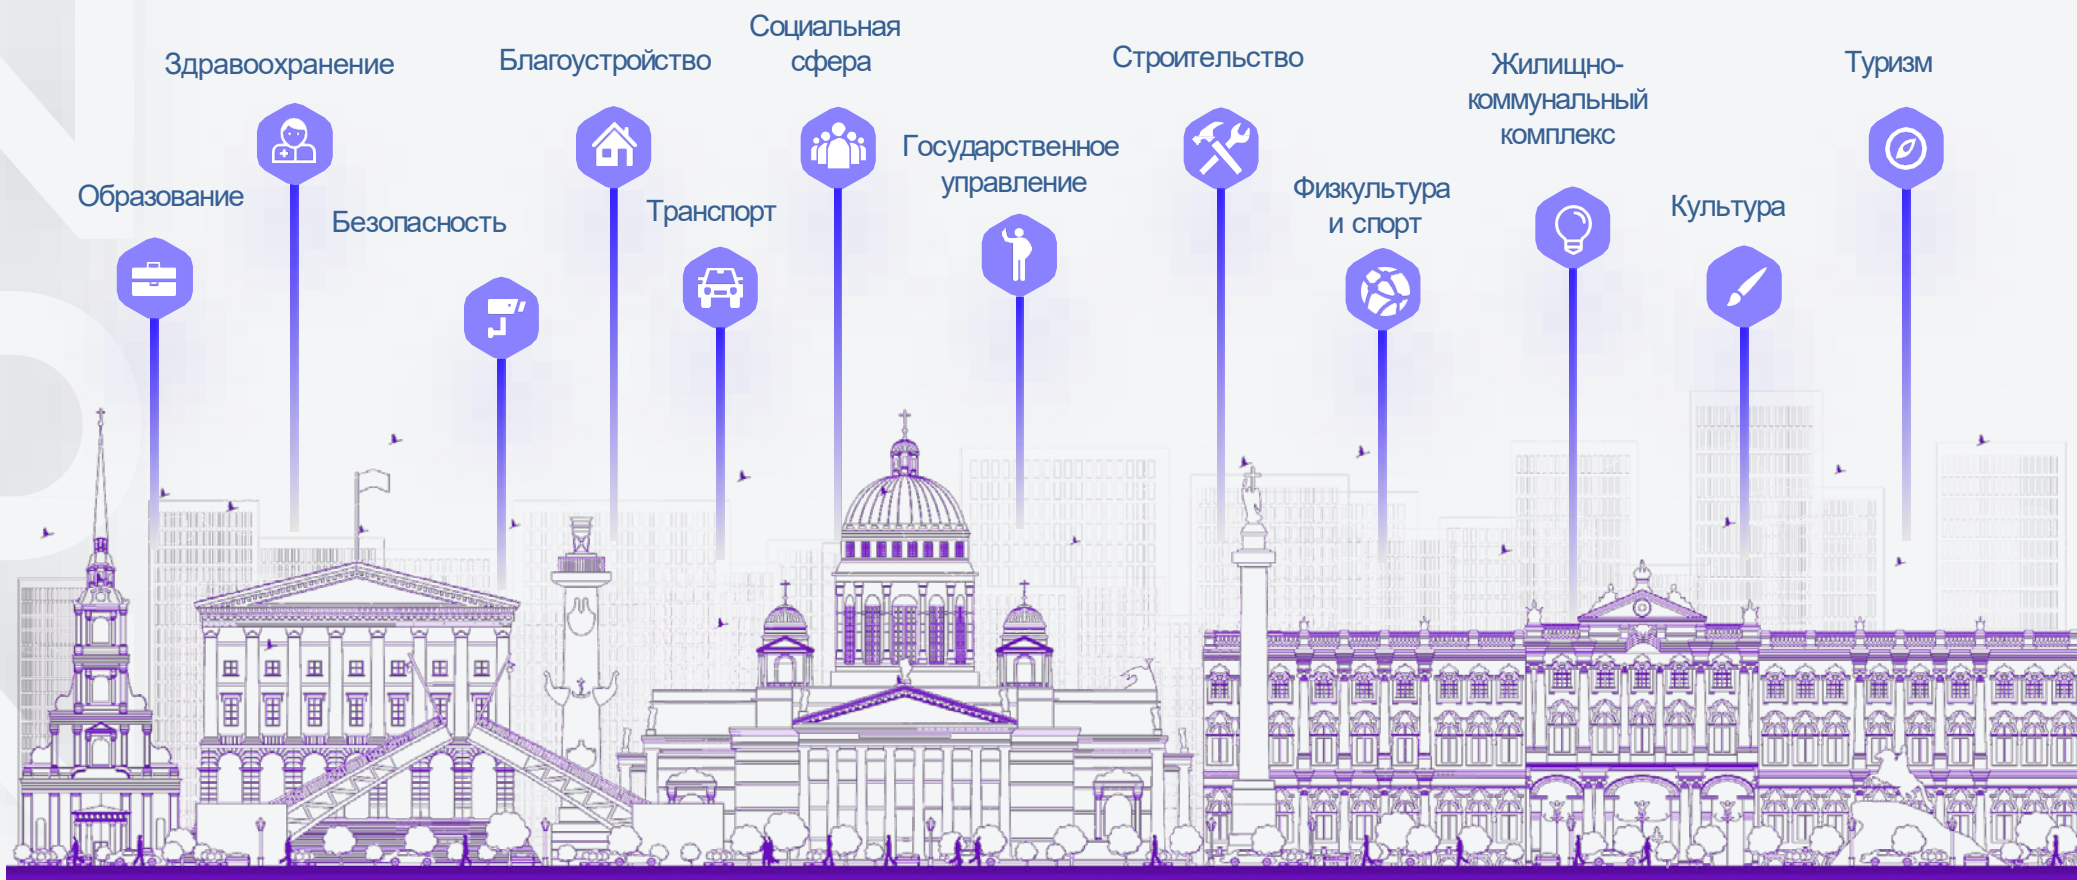 Образование
Здравоохранение
Безопасность
Благоустройство
Транспорт
Социальная
сфера
Государственное
управление
Строительство
Физкультура
и спорт
Жилищно-
коммунальный
комплекс
Культура
Туризм